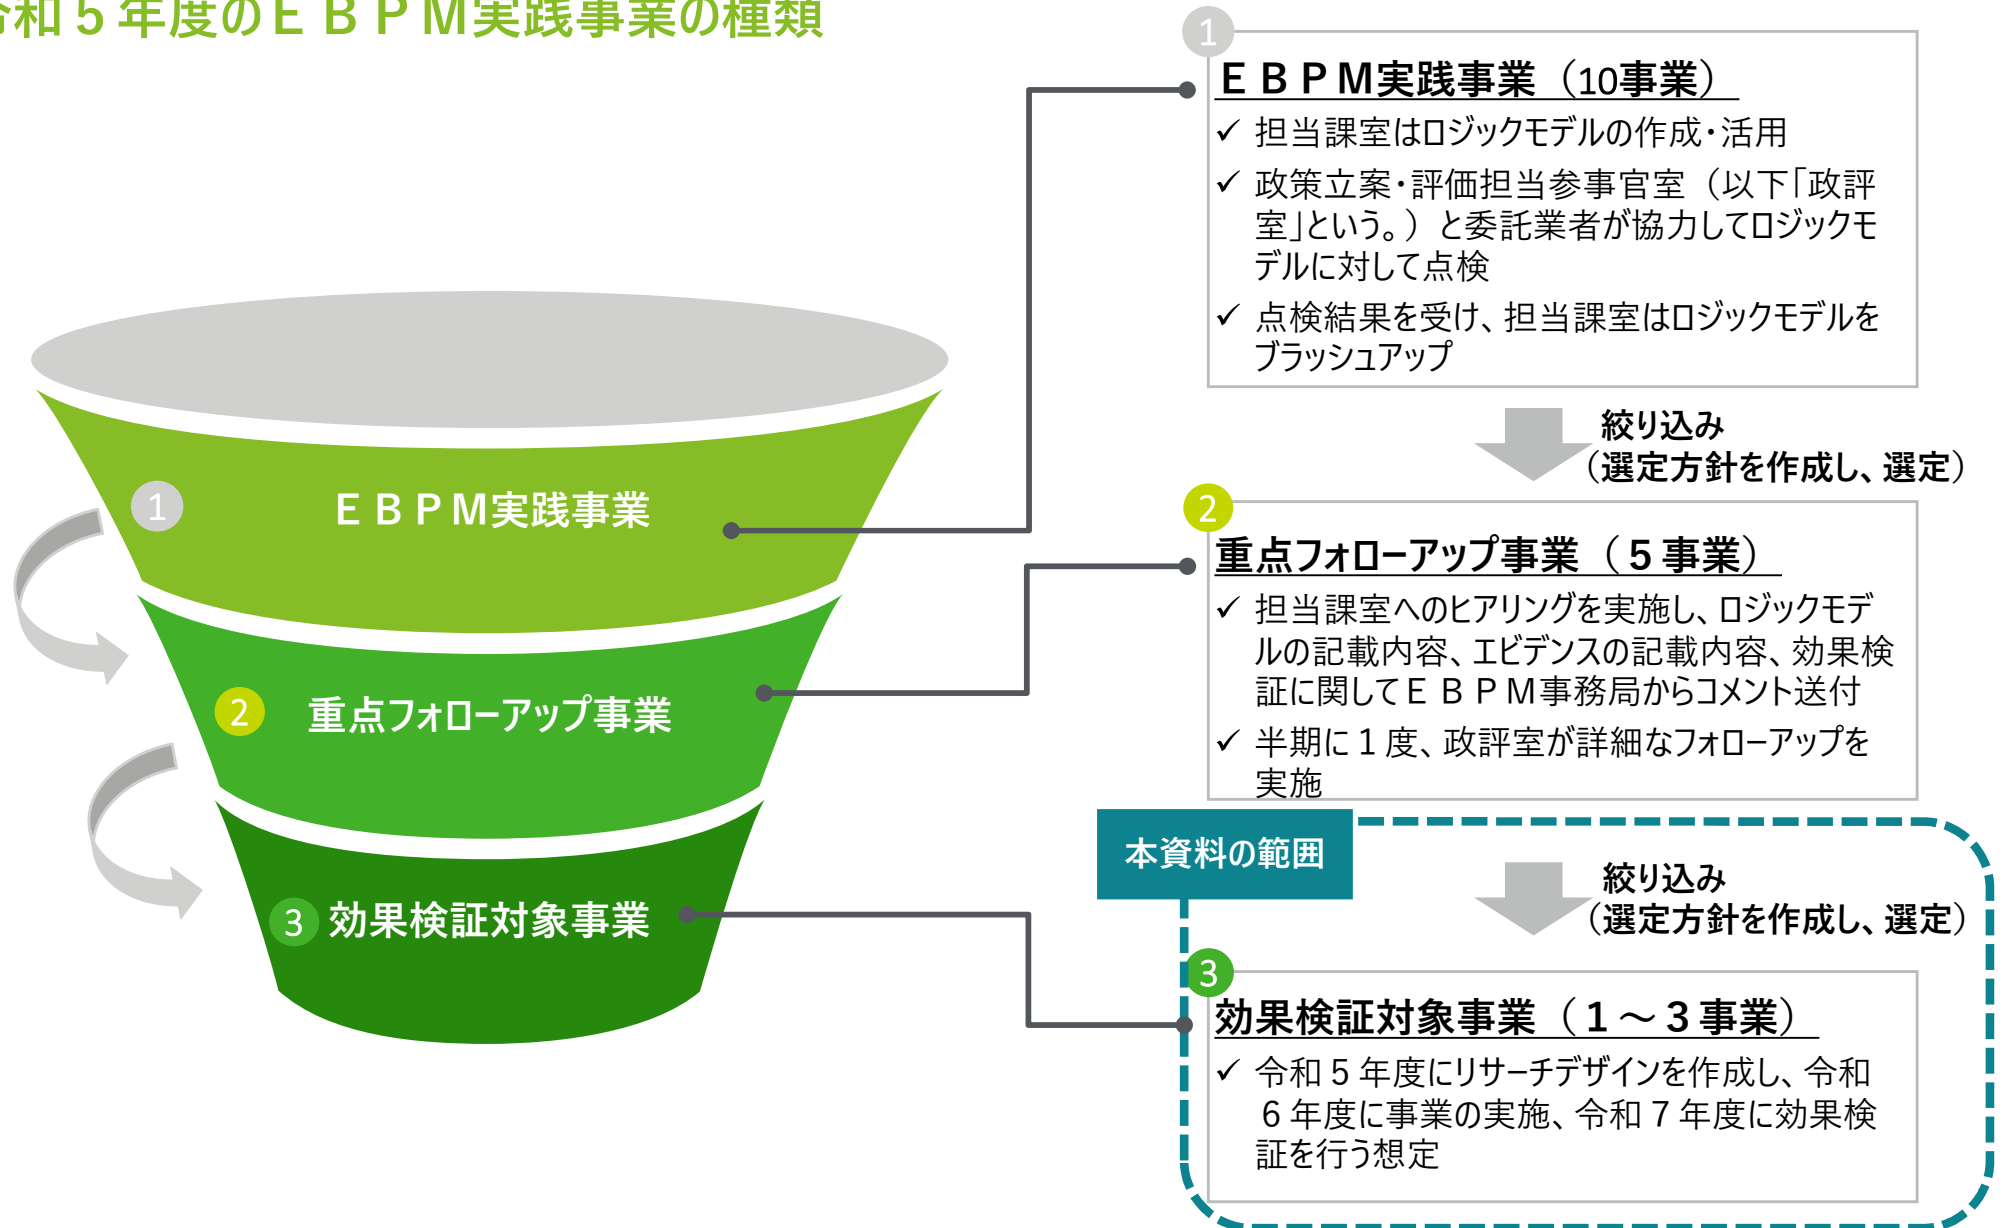 令和５年度のＥＢＰＭ実践事業の種類
1
ＥＢＰＭ実践事業（10事業）
✓ 担当課室はロジックモデルの作成・活用
✓ 政策立案・評価担当参事官室（以下「政評
室」という。）と委託業者が協力してロジックモ
デルに対して点検
✓ 点検結果を受け、担当課室はロジックモデルを
ブラッシュアップ
絞り込み
（選定方針を作成し、選定）
2
重点フォローアップ事業（５事業）
✓ 担当課室へのヒアリングを実施し、ロジックモデ
ルの記載内容、エビデンスの記載内容、効果検
証に関してＥＢＰＭ事務局からコメント送付
✓ 半期に１度、政評室が詳細なフォローアップを
実施
本資料の範囲
絞り込み
（選定方針を作成し、選定）
3
効果検証対象事業（１～３事業）
✓ 令和５年度にリサーチデザインを作成し、令和
６年度に事業の実施、令和７年度に効果検
証を行う想定
1 ＥＢＰＭ実践事業
2 重点フォローアップ事業
3 効果検証対象事業